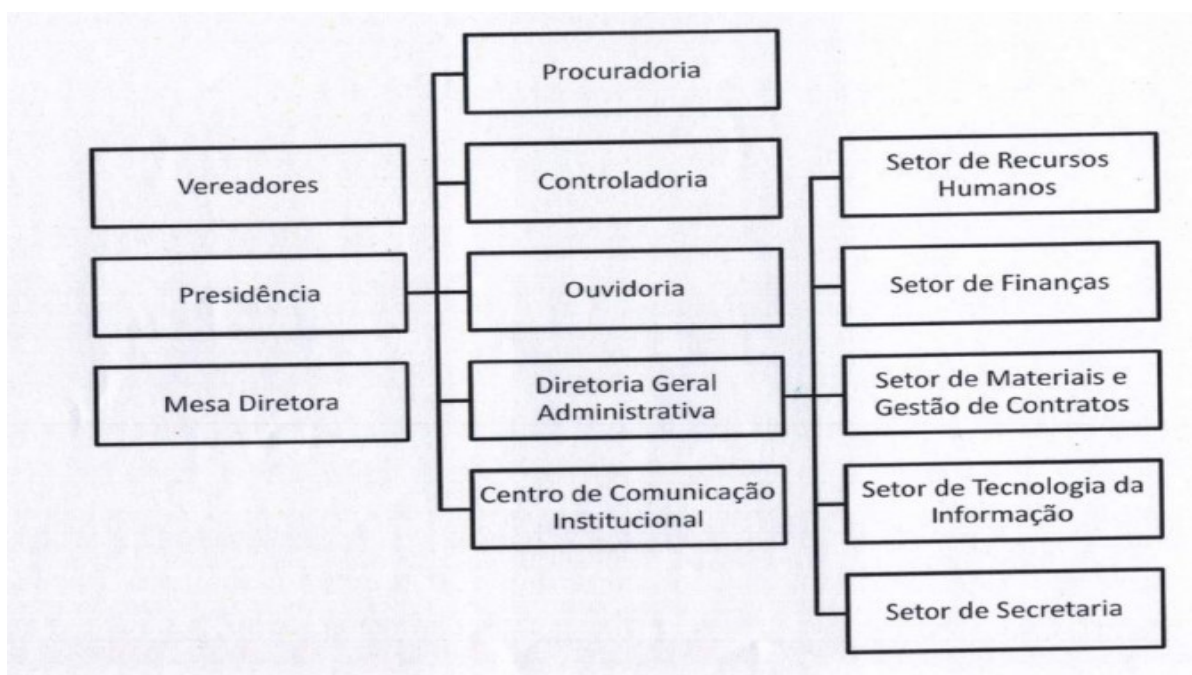 Vereadores
Presidência
Mesa Diretora
Procuradoria
Controladoria
Ouvidoria
Diretoria Geral
Administrativa
Centro de Comunicação
Institucional
Setor de Recursos
Humanos
Setor de Finanças
Setor de Materiais e
Gestão de Contratos
Setor de Tecnologia da
Informação
Setor de Secretaria